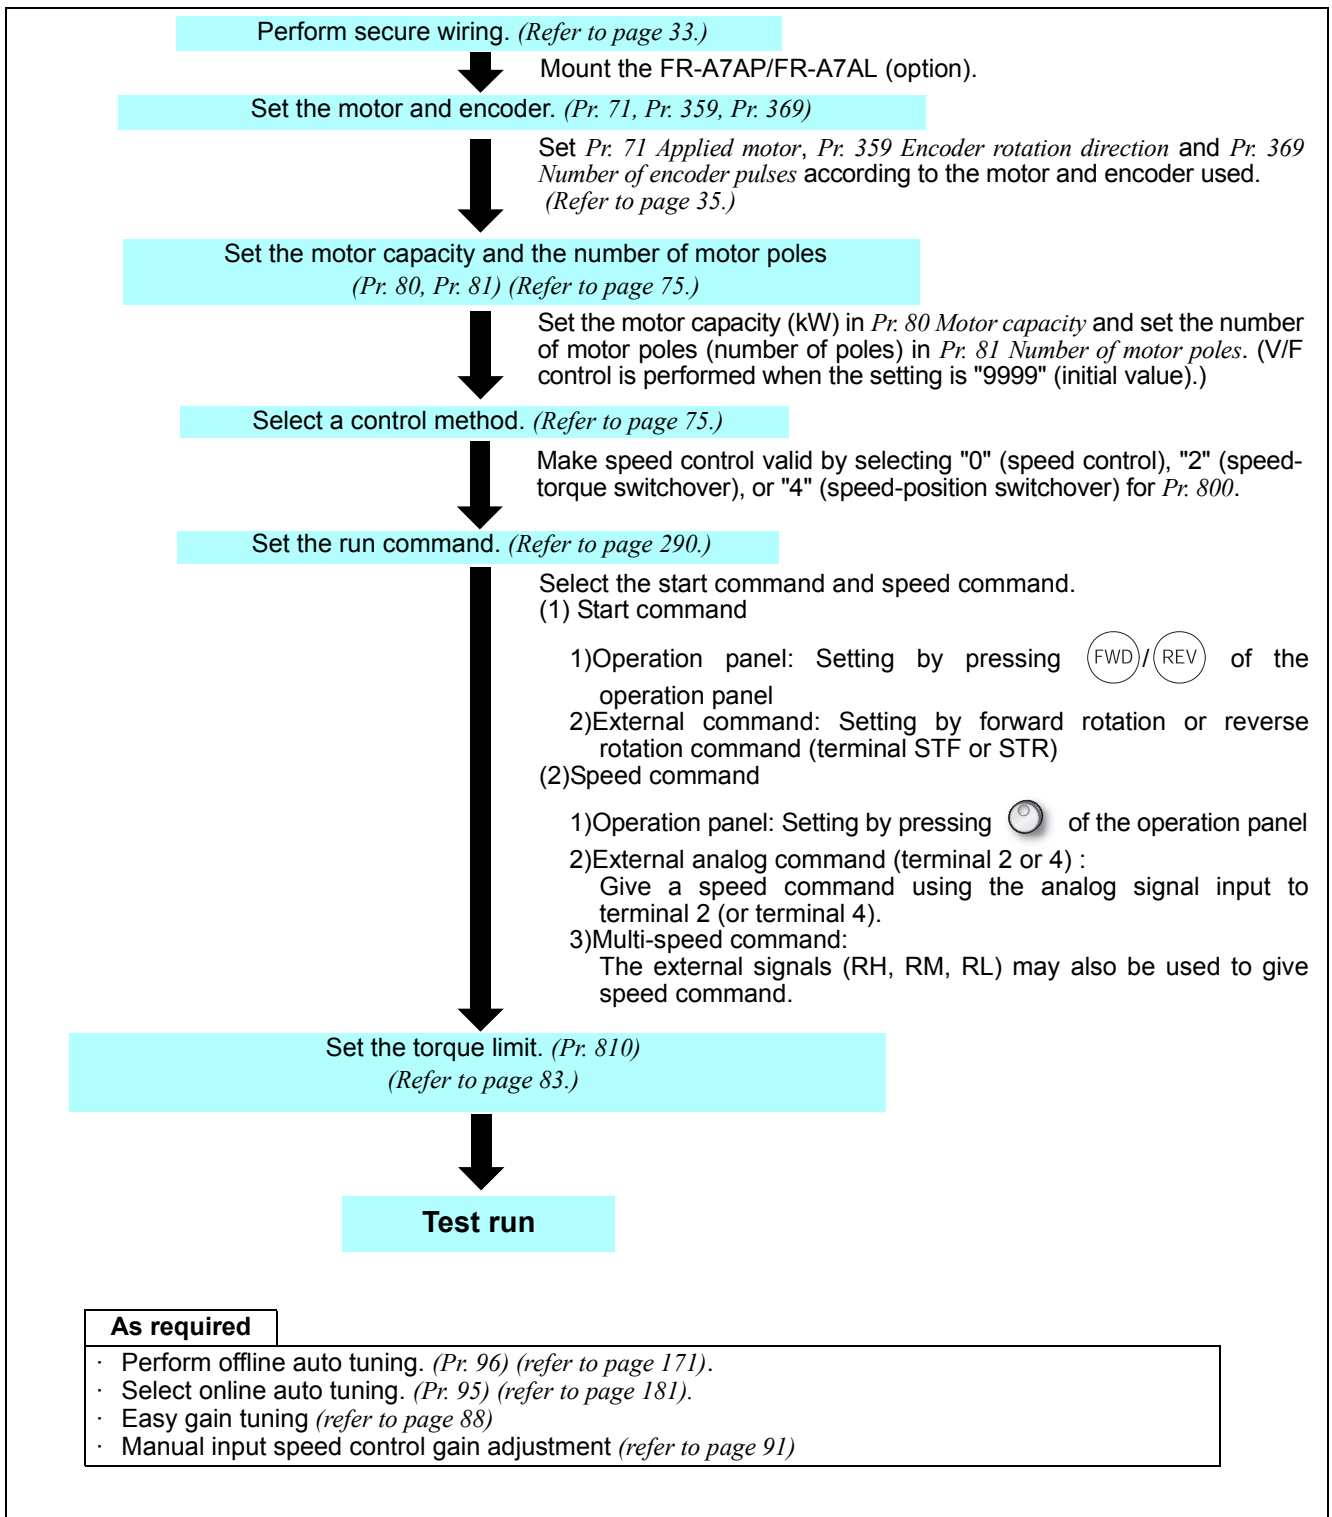 Perform secure wiring. (Refer to page 33.)
Mount the FR-A7AP/FR-A7AL (option).
Set the motor and encoder. (Pr. 71, Pr. 359, Pr. 369)
Set Pr. 71 Applied motor, Pr. 359 Encoder rotation direction and Pr. 369
Number of encoder pulses according to the motor and encoder used.
(Refer to page 35.)
Set the motor capacity and the number of motor poles
(Pr. 80, Pr. 81) (Refer to page 75.)
Set the motor capacity (kW) in Pr. 80 Motor capacity and set the number
of motor poles (number of poles) in Pr. 81 Number of motor poles. (V/F
control is performed when the setting is "9999" (initial value).)
Select a control method. (Refer to page 75.)
Make speed control valid by selecting "0" (speed control), "2" (speed-
torque switchover), or "4" (speed-position switchover) for Pr. 800.
Set the run command. (Refer to page 290.)
Select the start command and speed command.
(1) Start command
1)Operation panel: Setting by pressing FWD/REV of the
operation panel
2)External command: Setting by forward rotation or reverse
rotation command (terminal STF or STR)
(2)Speed command
1)Operation panel: Setting by pressing of the operation panel
2)External analog command (terminal 2 or 4) :
Give a speed command using the analog signal input to
terminal 2 (or terminal 4).
3)Multi-speed command:
The external signals (RH, RM, RL) may also be used to give
speed command.
Set the torque limit. (Pr. 810)
(Refer to page 83.)
Test run
As required
· Perform offline auto tuning. (Pr. 96) (refer to page 171).
· Select online auto tuning. (Pr. 95) (refer to page 181).
· Easy gain tuning (refer to page 88)
· Manual input speed control gain adjustment (refer to page 91)